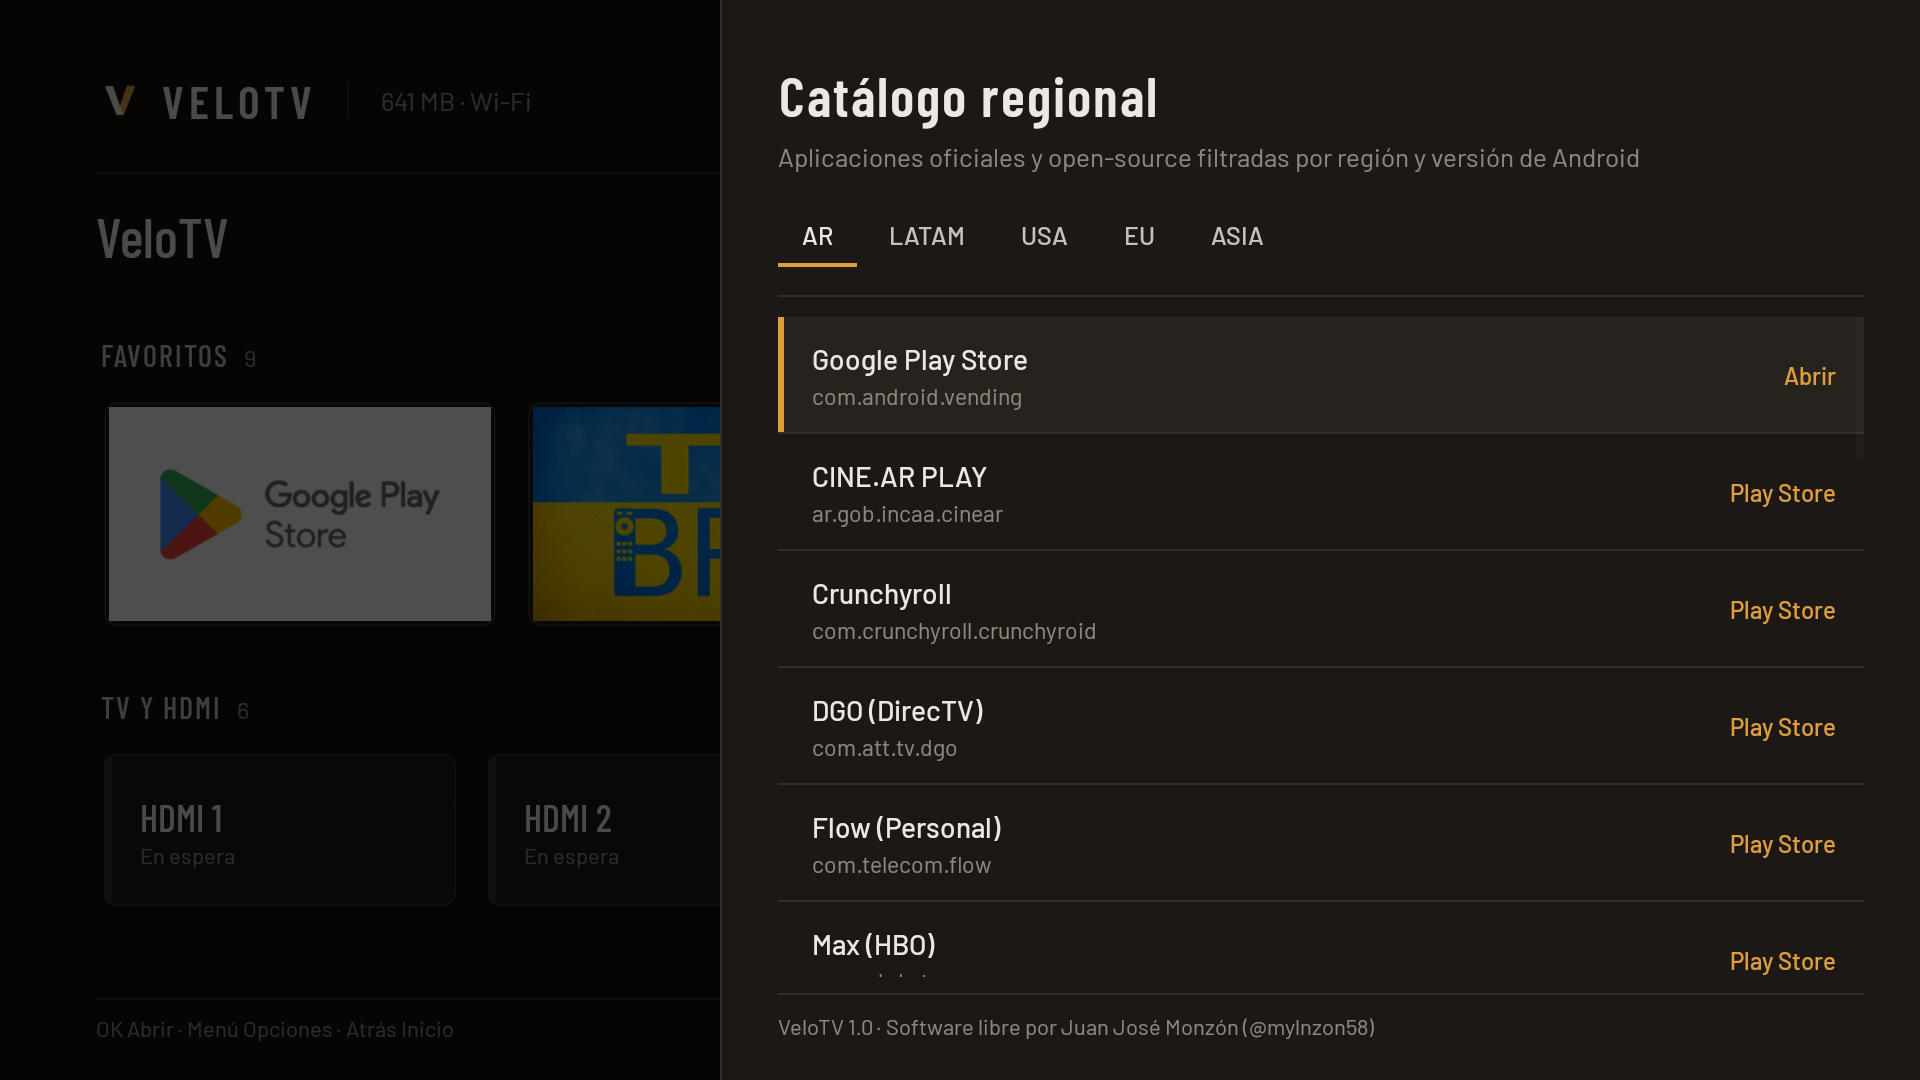 VELOTV
641 MB · Wi-Fi
VeloTV
FAVORITOS 9
Google Play
Store
TV Y HDMI 6
HDMI 1
En espera
HDMI 2
En espera
OK Abrir · Menú Opciones · Atrás Inicio
Catálogo regional
Aplicaciones oficiales y open-source filtradas por región y versión de Android
AR
LATAM
USA
EU
ASIA
Google Play Store
com.android.vending
Abrir
CINE.AR PLAY
ar.gob.incaa.cinear
Play Store
Crunchyroll
com.crunchyroll.crunchyroid
Play Store
DGO (DirecTV)
com.att.tv.dgo
Play Store
Flow (Personal)
com.telecom.flow
Play Store
Max (HBO)
Play Store
VeloTV 1.0 · Software libre por Juan José Monzón (@mylnzon58)